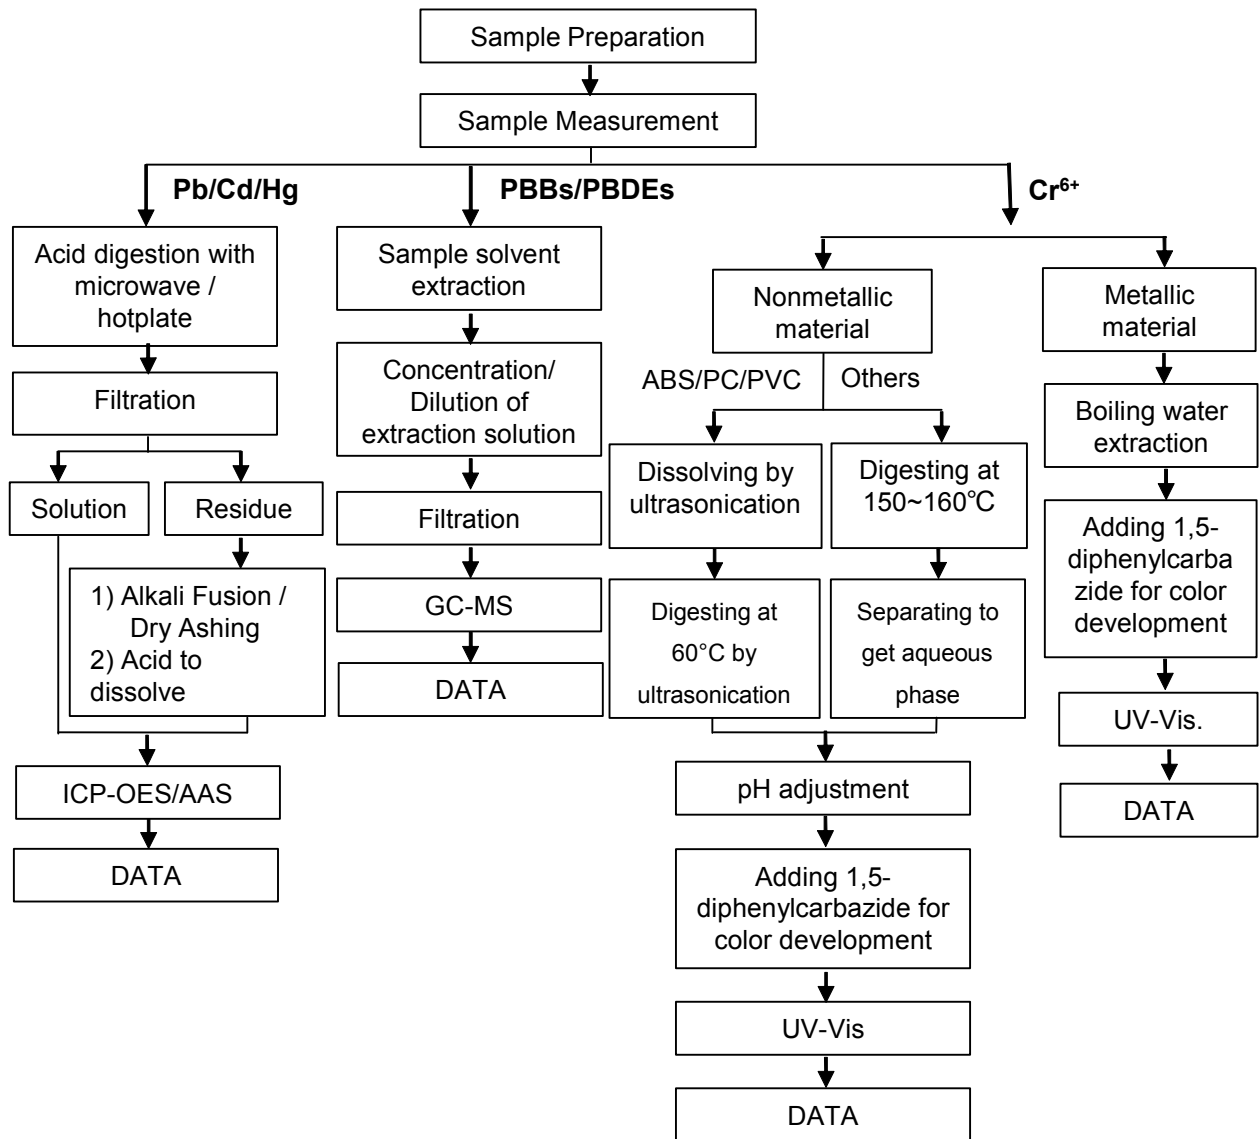 Sample Preparation
Sample Measurement
Pb/Cd/Hg
PBBs/PBDEs
Cr⁶⁺
Acid digestion with
microwave /
hotplate
Filtration
Solution
Residue
1) Alkali Fusion /
Dry Ashing
2) Acid to
dissolve
ICP-OES/AAS
DATA
Sample solvent
extraction
Concentration/
Dilution of
extraction solution
Filtration
GC-MS
DATA
Nonmetallic
material
ABS/PC/PVC
Others
Dissolving by
ultrasonication
Digesting at
60°C by
ultrasonication
Digesting at
150~160℃
Separating to
get aqueous
phase
pH adjustment
Adding 1,5-
diphenylcarbazide for
color development
UV-Vis
DATA
Metallic
material
Boiling water
extraction
Adding 1,5-
diphenylcarba
zide for color
development
UV-Vis.
DATA